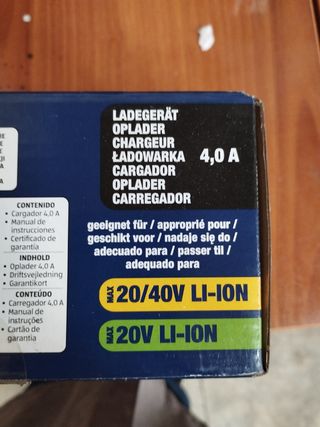 LADEGERÄT
OPLADER
CHARGEUR
ŁADOWARKA 4,0 A
CARGADOR
OPLADER
CARREGADOR
geeignet für / approprié pour /
geschikt voor / nadaje się do /
adecuado para / passer til /
adequado para
MAX 20/40V LI-ION
MAX 20V LI-ION
CONTENIDO
• Cargador 4,0 A
• Manual de
instrucciones
• Certificado de
garantía
INDHOLD
• Oplader 4,0 A
• Driftsvejledning
• Garantikort
CONTEÚDO
• Carregador 4,0 A
• Manual de
instruções
• Cartão de
garantia